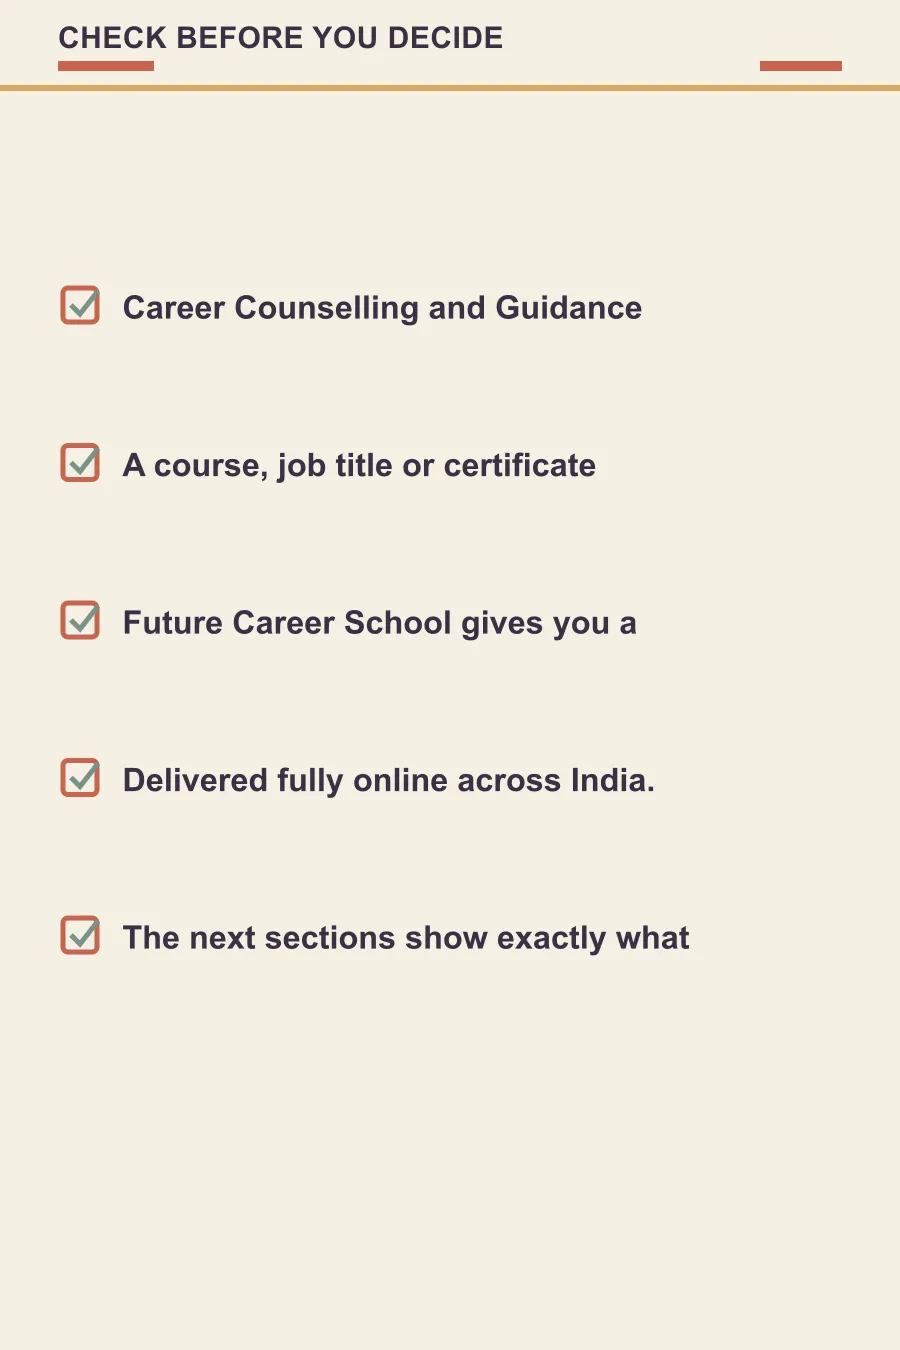 CHECK BEFORE YOU DECIDE
Career Counselling and Guidance
A course, job title or certificate
Future Career School gives you a
Delivered fully online across India.
The next sections show exactly what